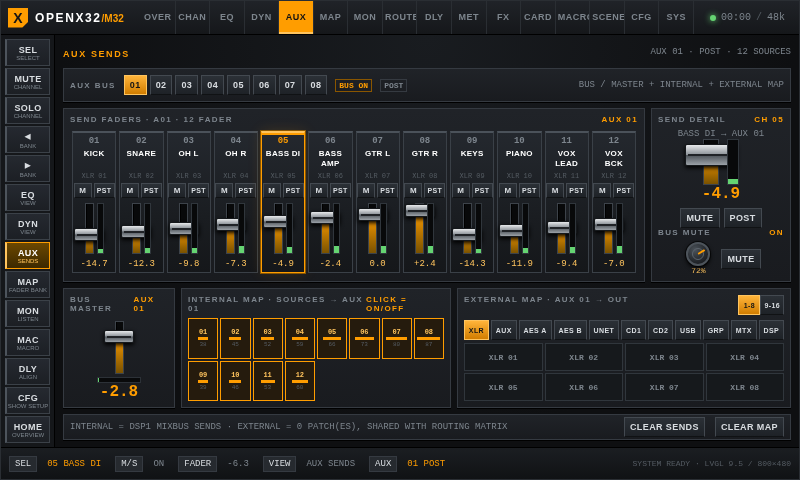 X OPENX32/M32 OVER CHAN EQ DYN AUX MAP MON ROUTE DLY MET FX CARD MACRO SCENE CFG SYS 00:00 / 48k
SEL SELECT
MUTE CHANNEL
SOLO CHANNEL
◄ BANK
► BANK
EQ VIEW
DYN VIEW
AUX SENDS
MAP FADER BANK
MON LISTEN
MAC MACRO
DLY ALIGN
CFG SHOW SETUP
HOME OVERVIEW
AUX SENDS AUX 01 · POST · 12 SOURCES
AUX BUS 01 02 03 04 05 06 07 08 BUS ON POST BUS / MASTER + INTERNAL + EXTERNAL MAP
SEND FADERS · A01 · 12 FADER AUX 01
01 02 03 04 05 06 07 08 09 10 11 12
KICK SNARE OH L OH R BASS DI BASS AMP GTR L GTR R KEYS PIANO VOX LEAD VOX BCK
XLR 01 XLR 02 XLR 03 XLR 04 XLR 05 XLR 06 XLR 07 XLR 08 XLR 09 XLR 10 XLR 11 XLR 12
M PST M PST M PST M PST M PST M PST M PST M PST M PST M PST M PST M PST
-14.7 -12.3 -9.8 -7.3 -4.9 -2.4 0.0 +2.4 -14.3 -11.9 -9.4 -7.0
SEND DETAIL CH 05
BASS DI → AUX 01
-4.9
MUTE POST
BUS MUTE ON
72%
MUTE
BUS MASTER AUX 01
-2.8
INTERNAL MAP · SOURCES → AUX 01 CLICK = ON/OFF
01 02 03 04 05 06 07 08
09 10 11 12
EXTERNAL MAP · AUX 01 → OUT 1-8 9-16
XLR AUX AES A AES B UNET CD1 CD2 USB GRP MTX DSP
XLR 01 XLR 02 XLR 03 XLR 04
XLR 05 XLR 06 XLR 07 XLR 08
INTERNAL = DSP1 MIXBUS SENDS · EXTERNAL = 0 PATCH(ES), SHARED WITH ROUTING MATRIX CLEAR SENDS CLEAR MAP
SEL 05 BASS DI M/S ON FADER -6.3 VIEW AUX SENDS AUX 01 POST SYSTEM READY · LVGL 9.5 / 800×480